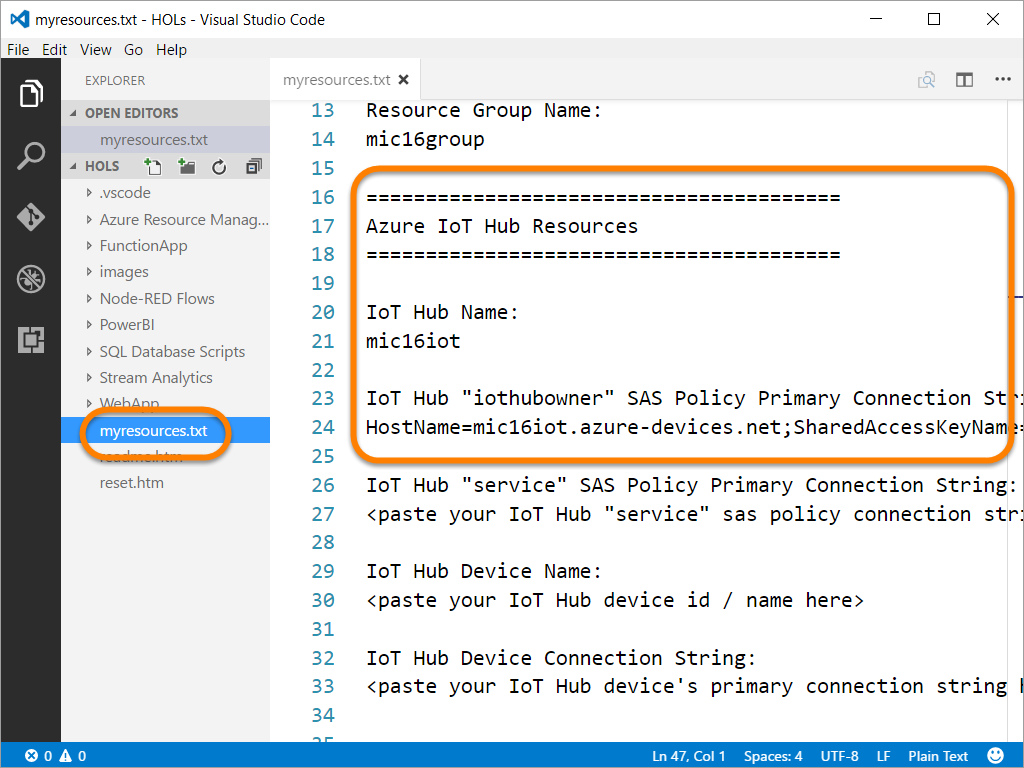 myresources.txt - HOLs - Visual Studio Code
File Edit View Go Help
EXPLORER
OPEN EDITORS
myresources.txt
HOLS
.vscode
Azure Resource Manag...
FunctionApp
images
Node-RED Flows
PowerBI
SQL Database Scripts
Stream Analytics
WebApp
myresources.txt
readme.htm
reset.htm
myresources.txt
13 Resource Group Name:
14 mic16group
15
16 ========================================
17 Azure IoT Hub Resources
18 ========================================
19
20 IoT Hub Name:
21 mic16iot
22
23 IoT Hub "iothubowner" SAS Policy Primary Connection Stri
24 HostName=mic16iot.azure-devices.net;SharedAccessKeyName=
25
26 IoT Hub "service" SAS Policy Primary Connection String:
27 <paste your IoT Hub "service" sas policy connection stri
28
29 IoT Hub Device Name:
30 <paste your IoT Hub device id / name here>
31
32 IoT Hub Device Connection String:
33 <paste your IoT Hub device's primary connection string h
34
35
0 0 Ln 47, Col 1 Spaces: 4 UTF-8 LF Plain Text